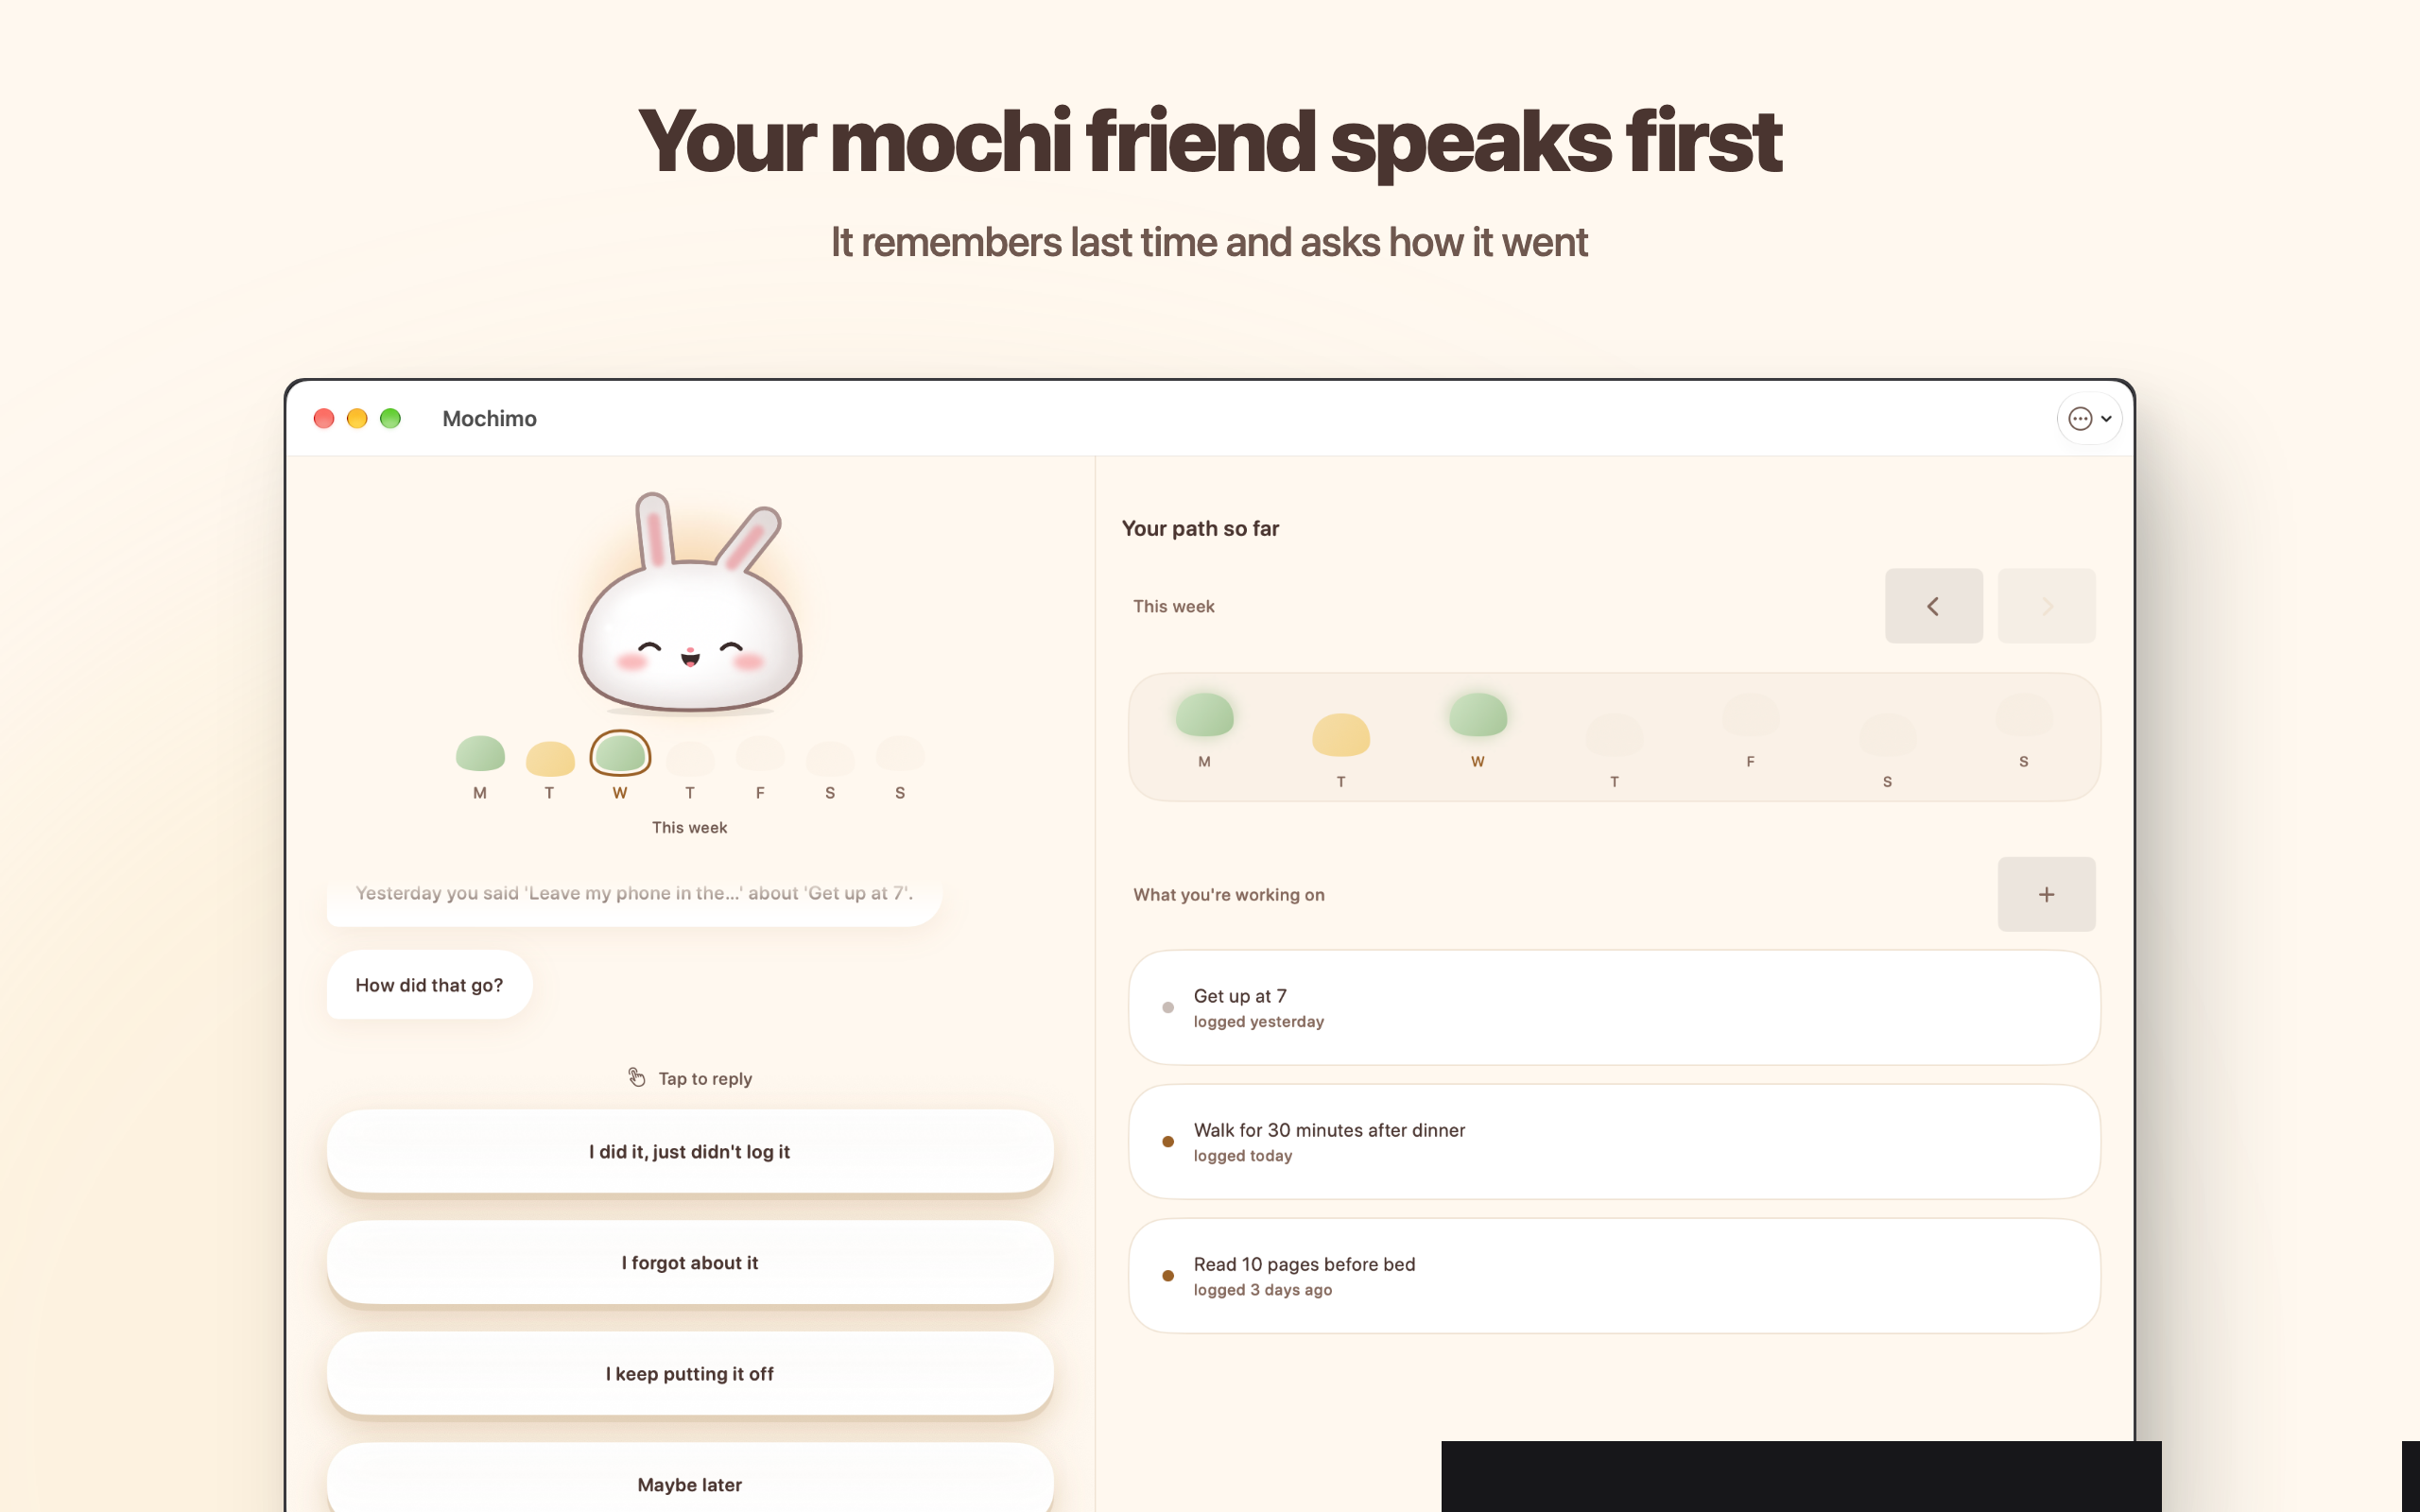 Your mochi friend speaks first
It remembers last time and asks how it went
Mochimo
M T W T F S S
This week
Yesterday you said 'Leave my phone in the...' about 'Get up at 7'.
How did that go?
Tap to reply
I did it, just didn't log it
I forgot about it
I keep putting it off
Maybe later
Your path so far
This week
M T W T F S S
What you're working on
Get up at 7
logged yesterday
Walk for 30 minutes after dinner
logged today
Read 10 pages before bed
logged 3 days ago